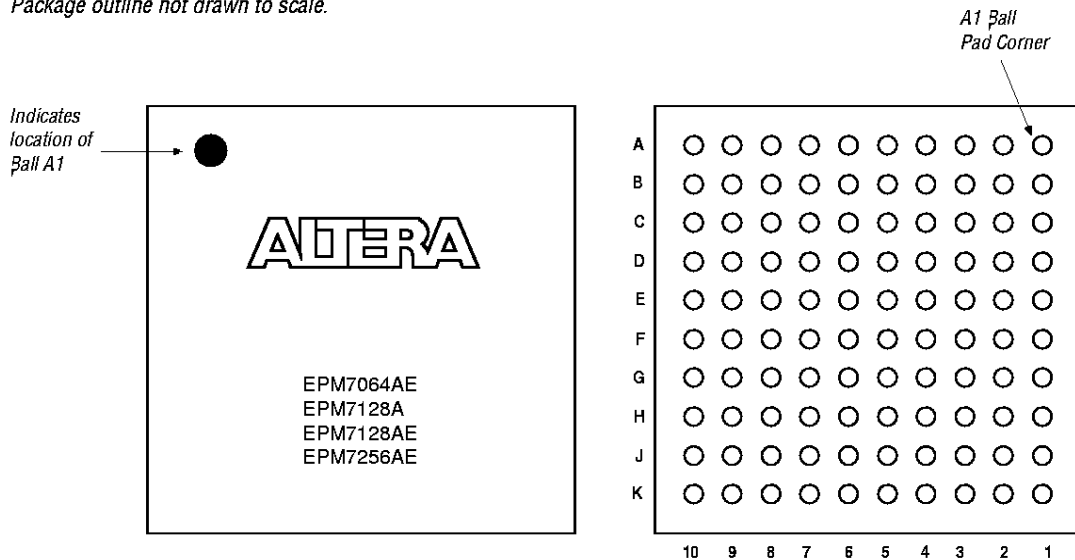 Package outline not drawn to scale.
A1 Ball
Pad Corner
Indicates
location of
Ball A1
ALTERA
EPM7064AE
EPM7128A
EPM7128AE
EPM7256AE
A
B
C
D
E
F
G
H
J
K
10 9 8 7 6 5 4 3 2 1